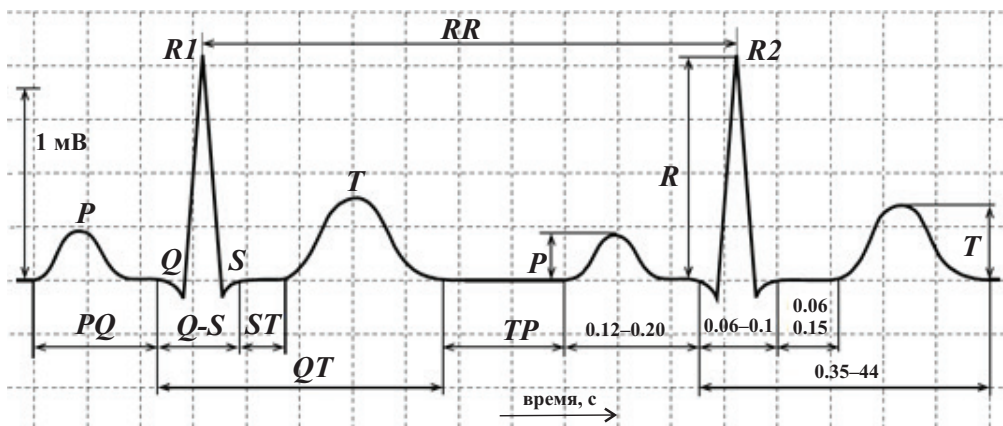 RR
R1
R2
1 мВ
P
T
R
Q
S
P
T
PQ
Q-S
ST
TP
0.12–0.20
0.06–0.1
0.06
0.15
QT
0.35–44
время, с